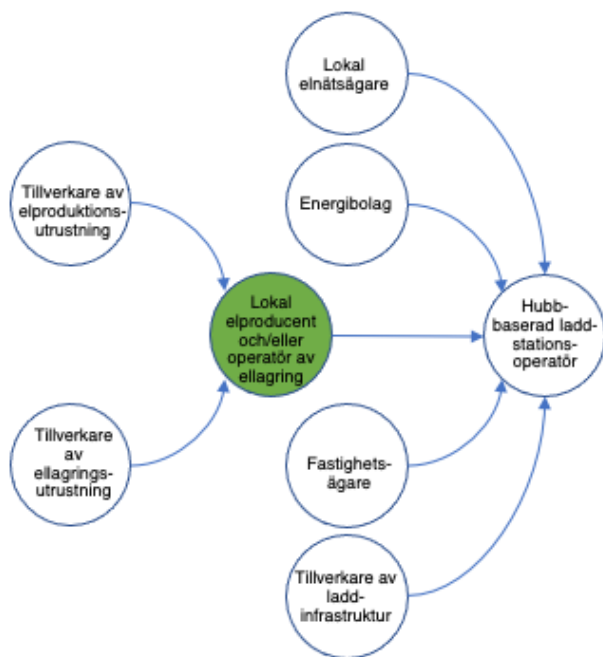 Lokal
elnätsägare
Tillverkare av
elproduktions-
utrustning
Energibolag
Lokal
elproducent
och/eller
operatör av
ellagring
Hubb-
baserad ladd-
stations-
operatör
Tillverkare
av
ellagrings-
utrustning
Fastighets-
ägare
Tillverkare av
ladd-
infrastruktur